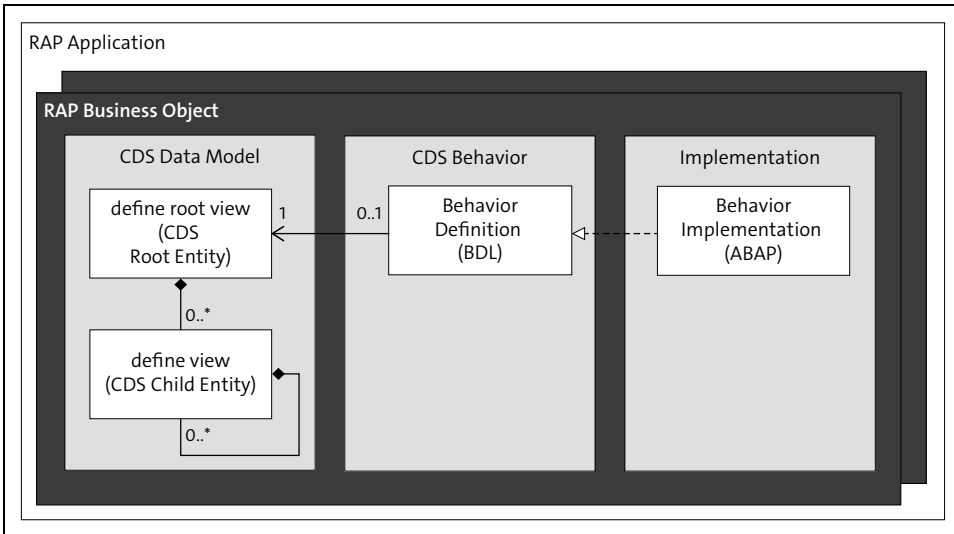 RAP Application
RAP Business Object
CDS Data Model
define root view
(CDS
Root Entity)
1
0..*
define view
(CDS Child Entity)
0..*
CDS Behavior
0..1
Behavior
Definition
(BDL)
Implementation
Behavior
Implementation
(ABAP)